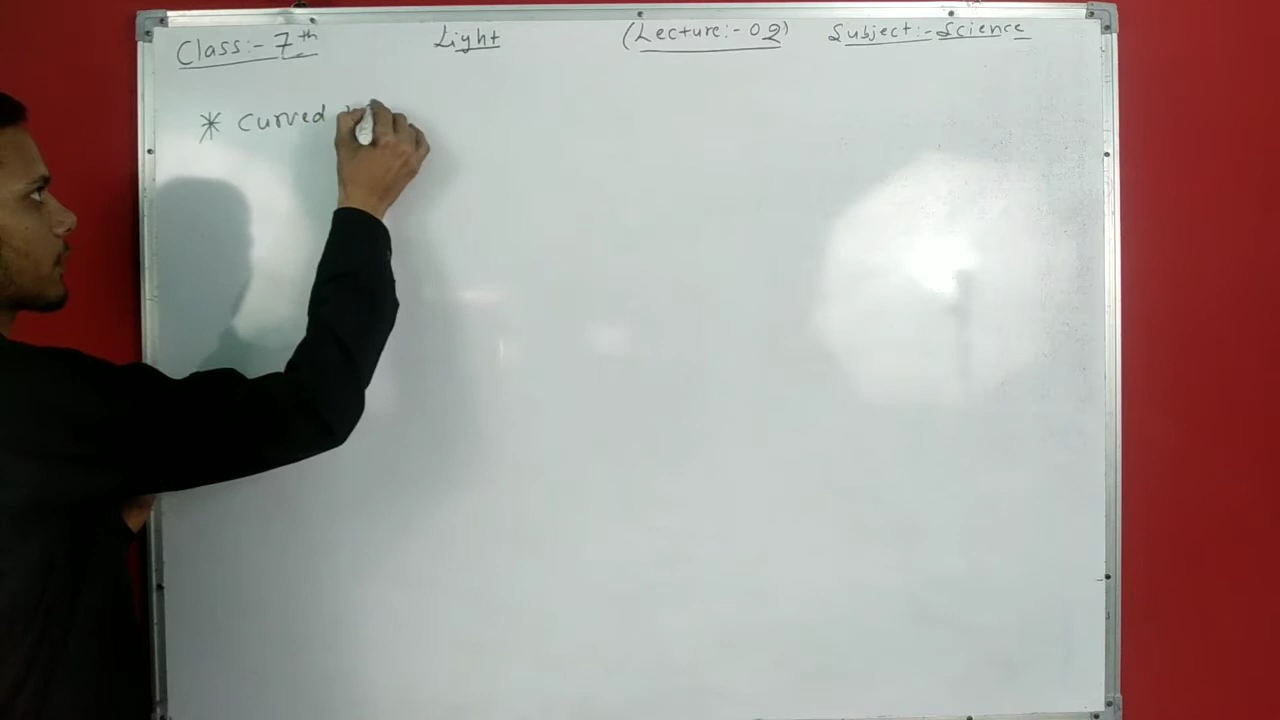 Class:- 7th Light (Lecture:- 02) Subject:- Science
* Curved